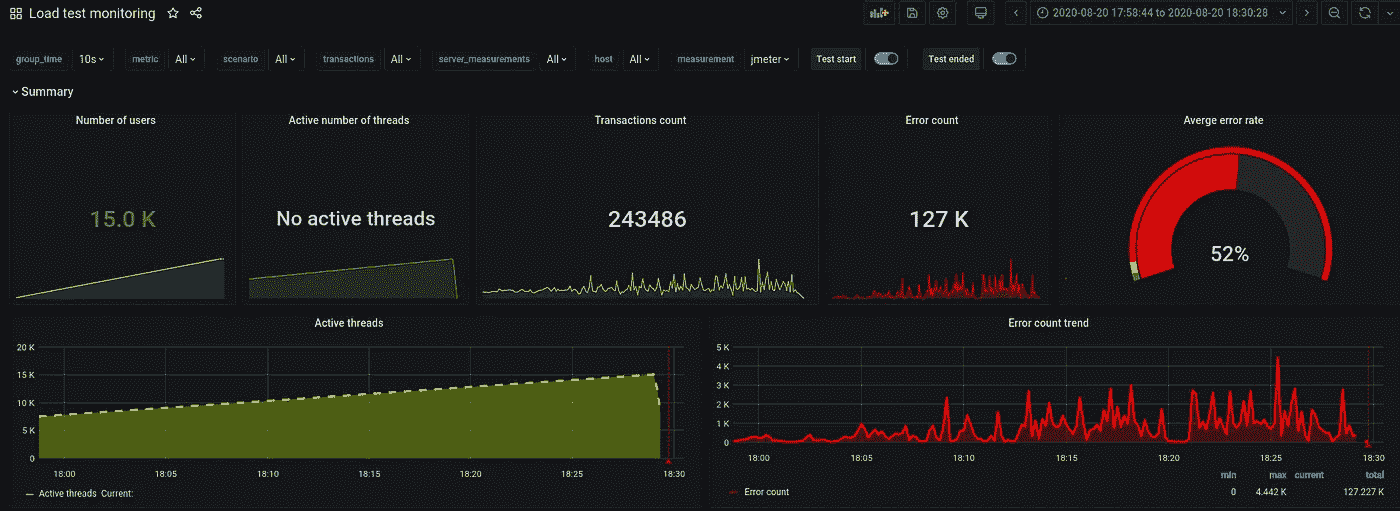 Load test monitoring
2020-08-20 17:58:44 to 2020-08-20 18:30:28
group_time 10s metric All scenario All transactions All server_measurements All host All measurement jmeter Test start Test ended
Summary
Number of users
15.0 K
Active number of threads
No active threads
Transactions count
243486
Error count
127 K
Averge error rate
52%
Active threads
20 K
15 K
10 K
5 K
0
18:00 18:05 18:10 18:15 18:20 18:25 18:30
Active threads Current:
Error count trend
5 K
4 K
3 K
2 K
1 K
0
18:00 18:05 18:10 18:15 18:20 18:25 18:30
min max current total
Error count 0 4.442 K 127.227 K